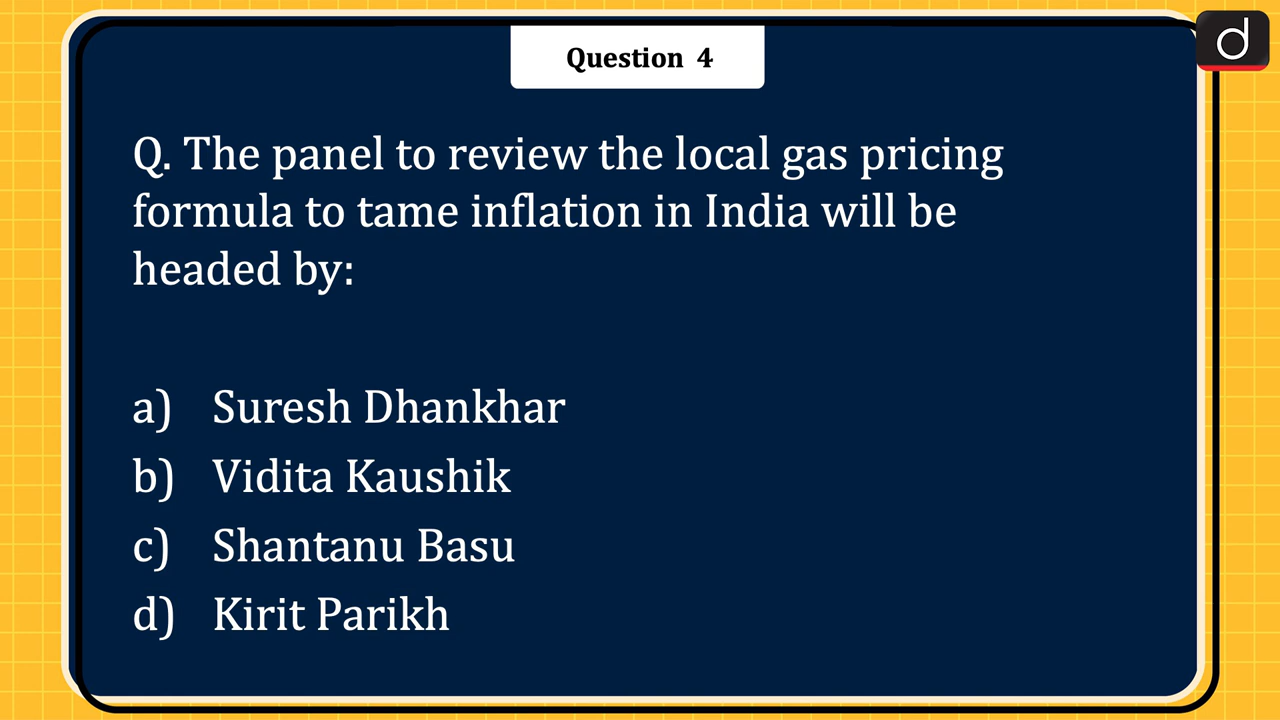 Question 4
d
Q. The panel to review the local gas pricing
formula to tame inflation in India will be
headed by:
a) Suresh Dhankhar
b) Vidita Kaushik
c) Shantanu Basu
d) Kirit Parikh